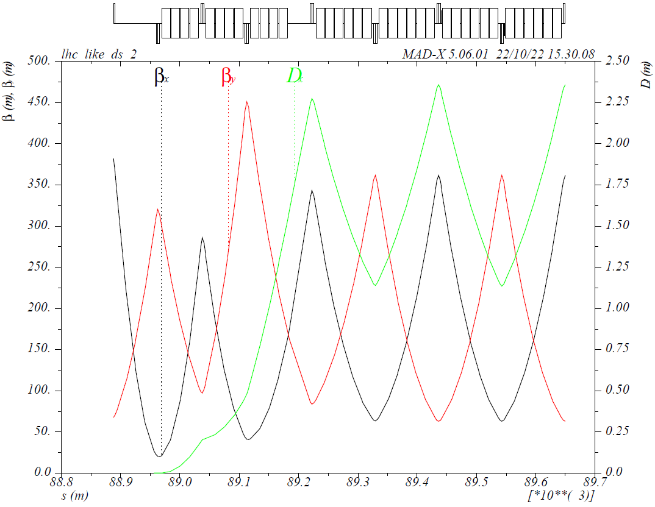 lhc_like_ds_2 MAD-X 5.06.01 22/10/22 15.30.08
500. βx βy D 2.50
450. 2.25
400. 2.00
350. 1.75
300. 1.50
250. 1.25
200. 1.00
150. 0.75
100. 0.50
50. 0.25
0.0 0.0
88.8 88.9 89.0 89.1 89.2 89.3 89.4 89.5 89.6 89.7
s (m) [*10**( 3)]
β (m), β (m)
D (m)